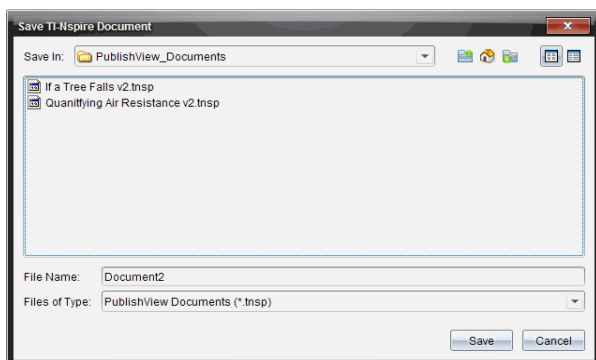 Save TI-Nspire Document
Save In: PublishView_Documents
If a Tree Falls v2.tnsp
Quanitfying Air Resistance v2.tnsp
File Name: Document2
Files of Type: PublishView Documents (*.tnsp)
Save Cancel